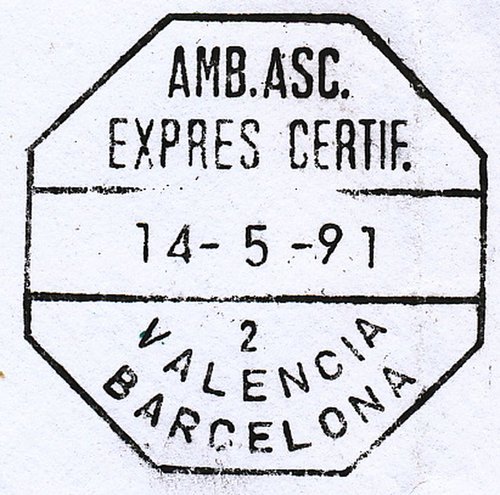 AMB. ASC.
EXPRES CERTIF.
14- 5 -91
2
VALENCIA
BARCELONA